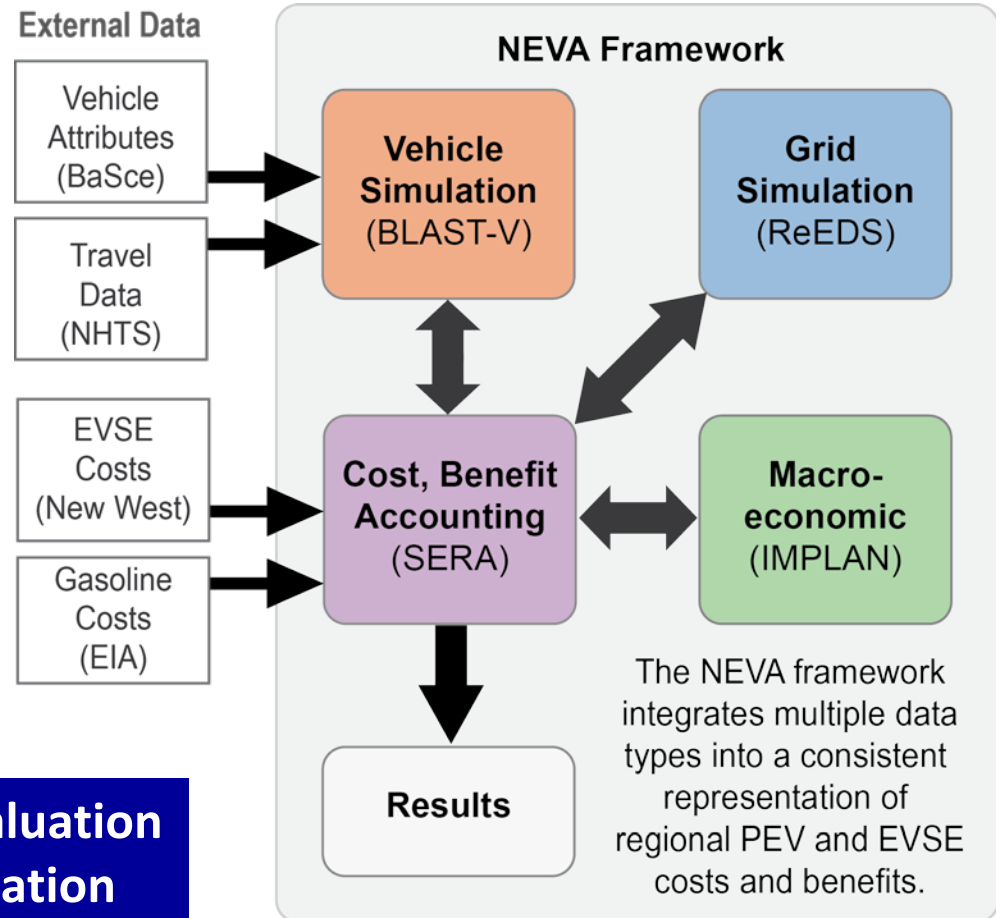 External Data
Vehicle
Attributes
(BaSce)
Travel
Data
(NHTS)
EVSE
Costs
(New West)
Gasoline
Costs
(EIA)
NEVA Framework
Vehicle
Simulation
(BLAST-V)
Grid
Simulation
(ReEDS)
Cost, Benefit
Accounting
(SERA)
Macro-
economic
(IMPLAN)
Results
The NEVA framework
integrates multiple data
types into a consistent
representation of
regional PEV and EVSE
costs and benefits.